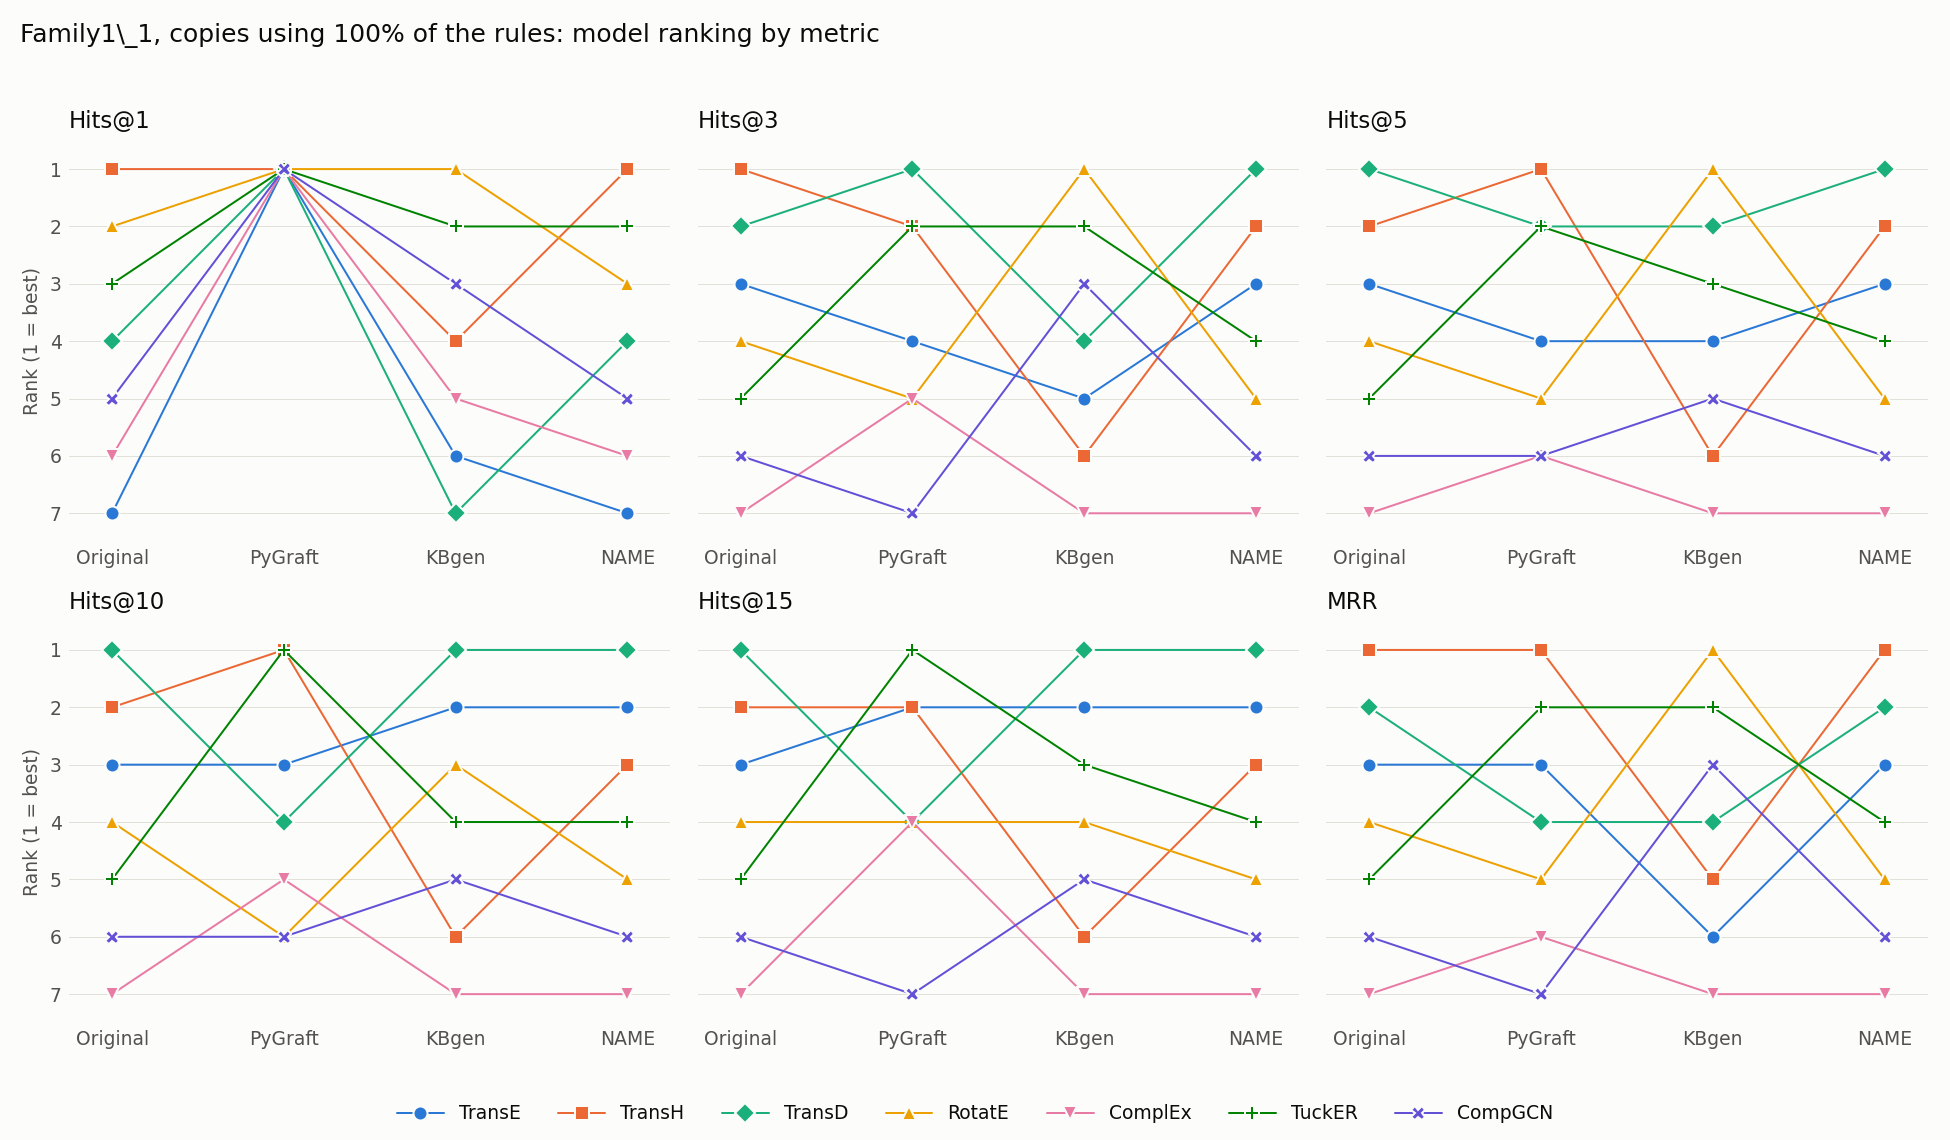 Family1\_1, copies using 100% of the rules: model ranking by metric
Hits@1
Hits@3
Hits@5
Rank (1 = best)
1
2
3
4
5
6
7
Original PyGraft KBgen NAME
Original PyGraft KBgen NAME
Original PyGraft KBgen NAME
Hits@10
Hits@15
MRR
Rank (1 = best)
1
2
3
4
5
6
7
Original PyGraft KBgen NAME
Original PyGraft KBgen NAME
Original PyGraft KBgen NAME
TransE TransH TransD RotatE ComplEx TuckER CompGCN